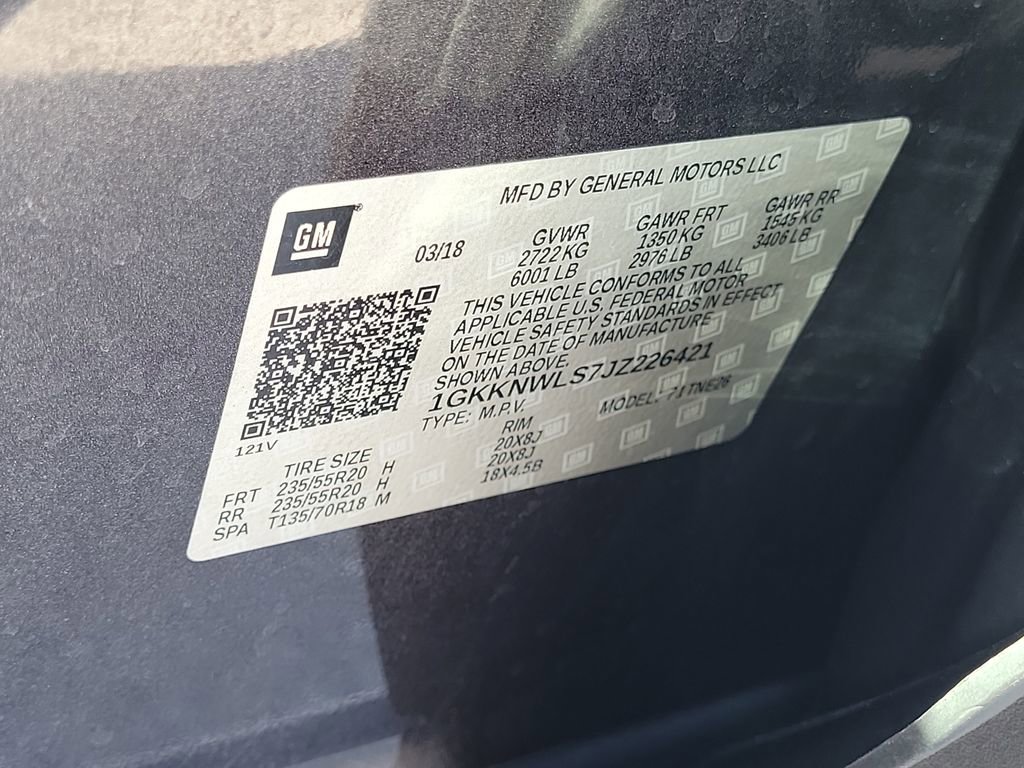 MFD BY GENERAL MOTORS LLC
GM®
03/18
GVWR
2722 KG
6001 LB
GAWR FRT
1350 KG
2976 LB
GAWR RR
1545 KG
3406 LB
THIS VEHICLE CONFORMS TO ALL
APPLICABLE U.S. FEDERAL MOTOR
VEHICLE SAFETY STANDARDS IN EFFECT
ON THE DATE OF MANUFACTURE
SHOWN ABOVE.
1GKKNWLS7JZ226421
TYPE: M.P.V.
MODEL: 71TNE26
121V
TIRE SIZE
RIM
FRT 235/55R20 H 20X8J
RR 235/55R20 H 20X8J
SPA T135/70R18 M 18X4.5B